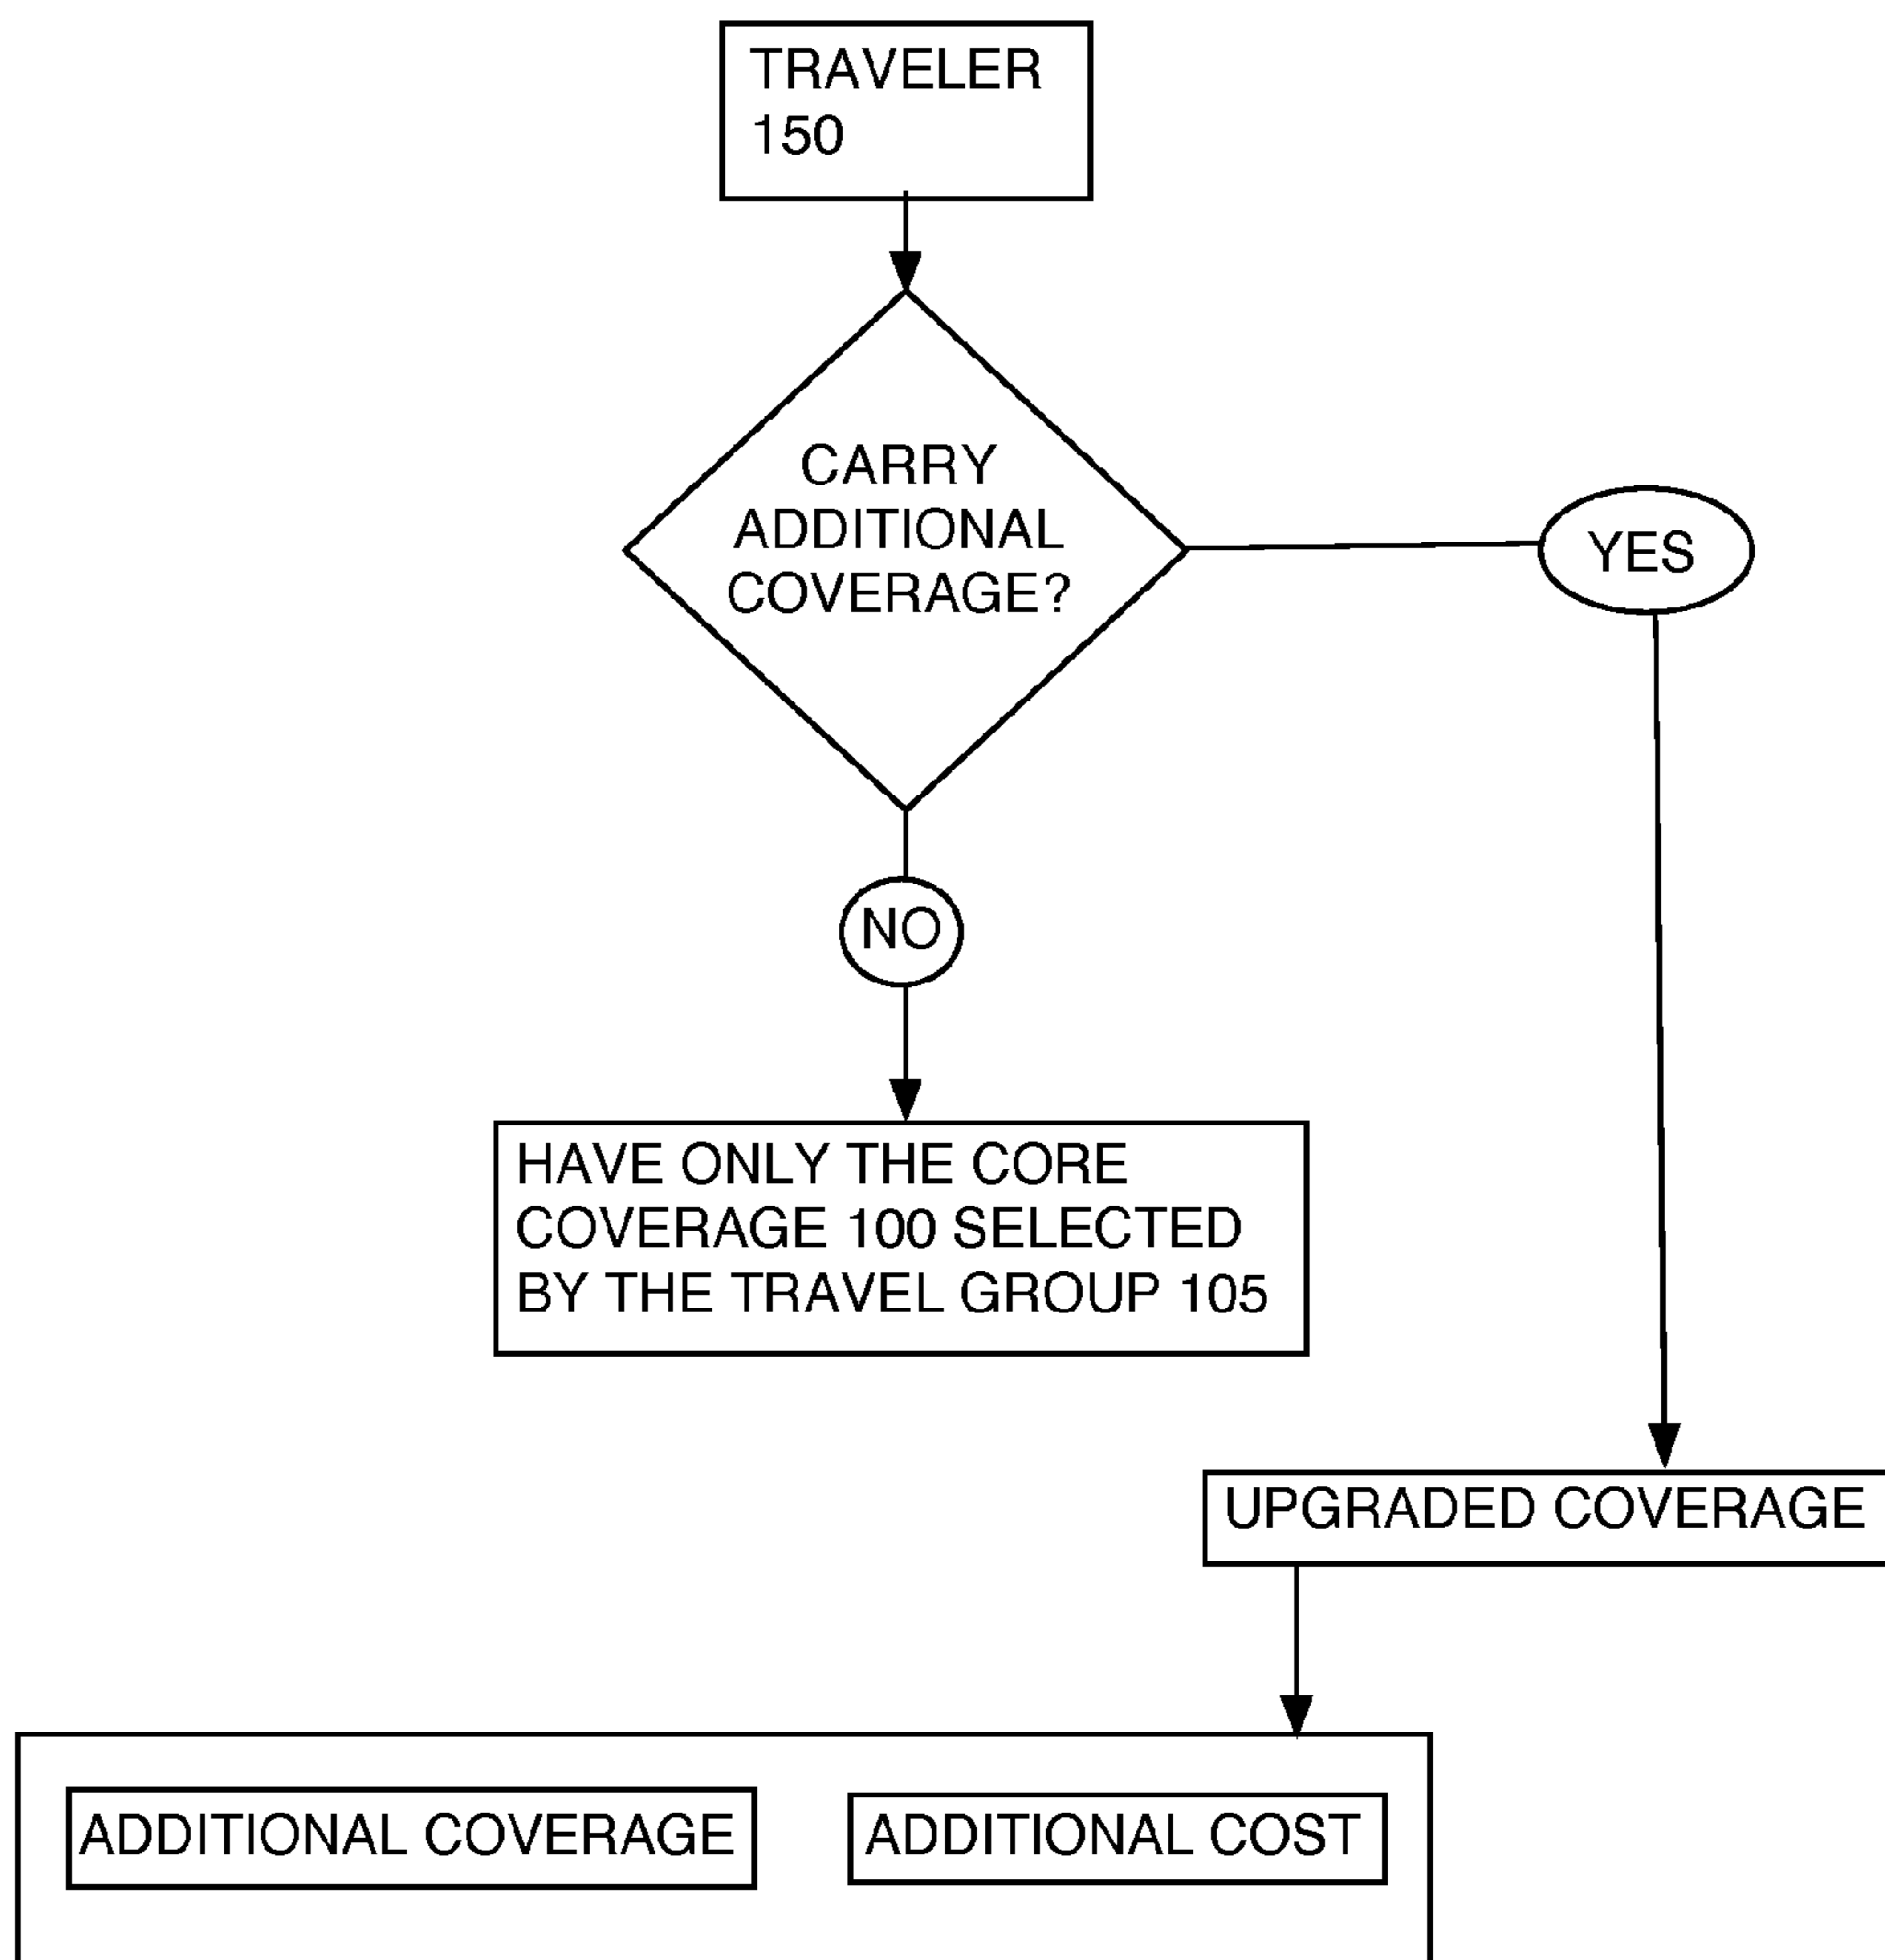 TRAVELER
150
CARRY
ADDITIONAL
COVERAGE?
YES
NO
HAVE ONLY THE CORE
COVERAGE 100 SELECTED
BY THE TRAVEL GROUP 105
UPGRADED COVERAGE
ADDITIONAL COVERAGE
ADDITIONAL COST